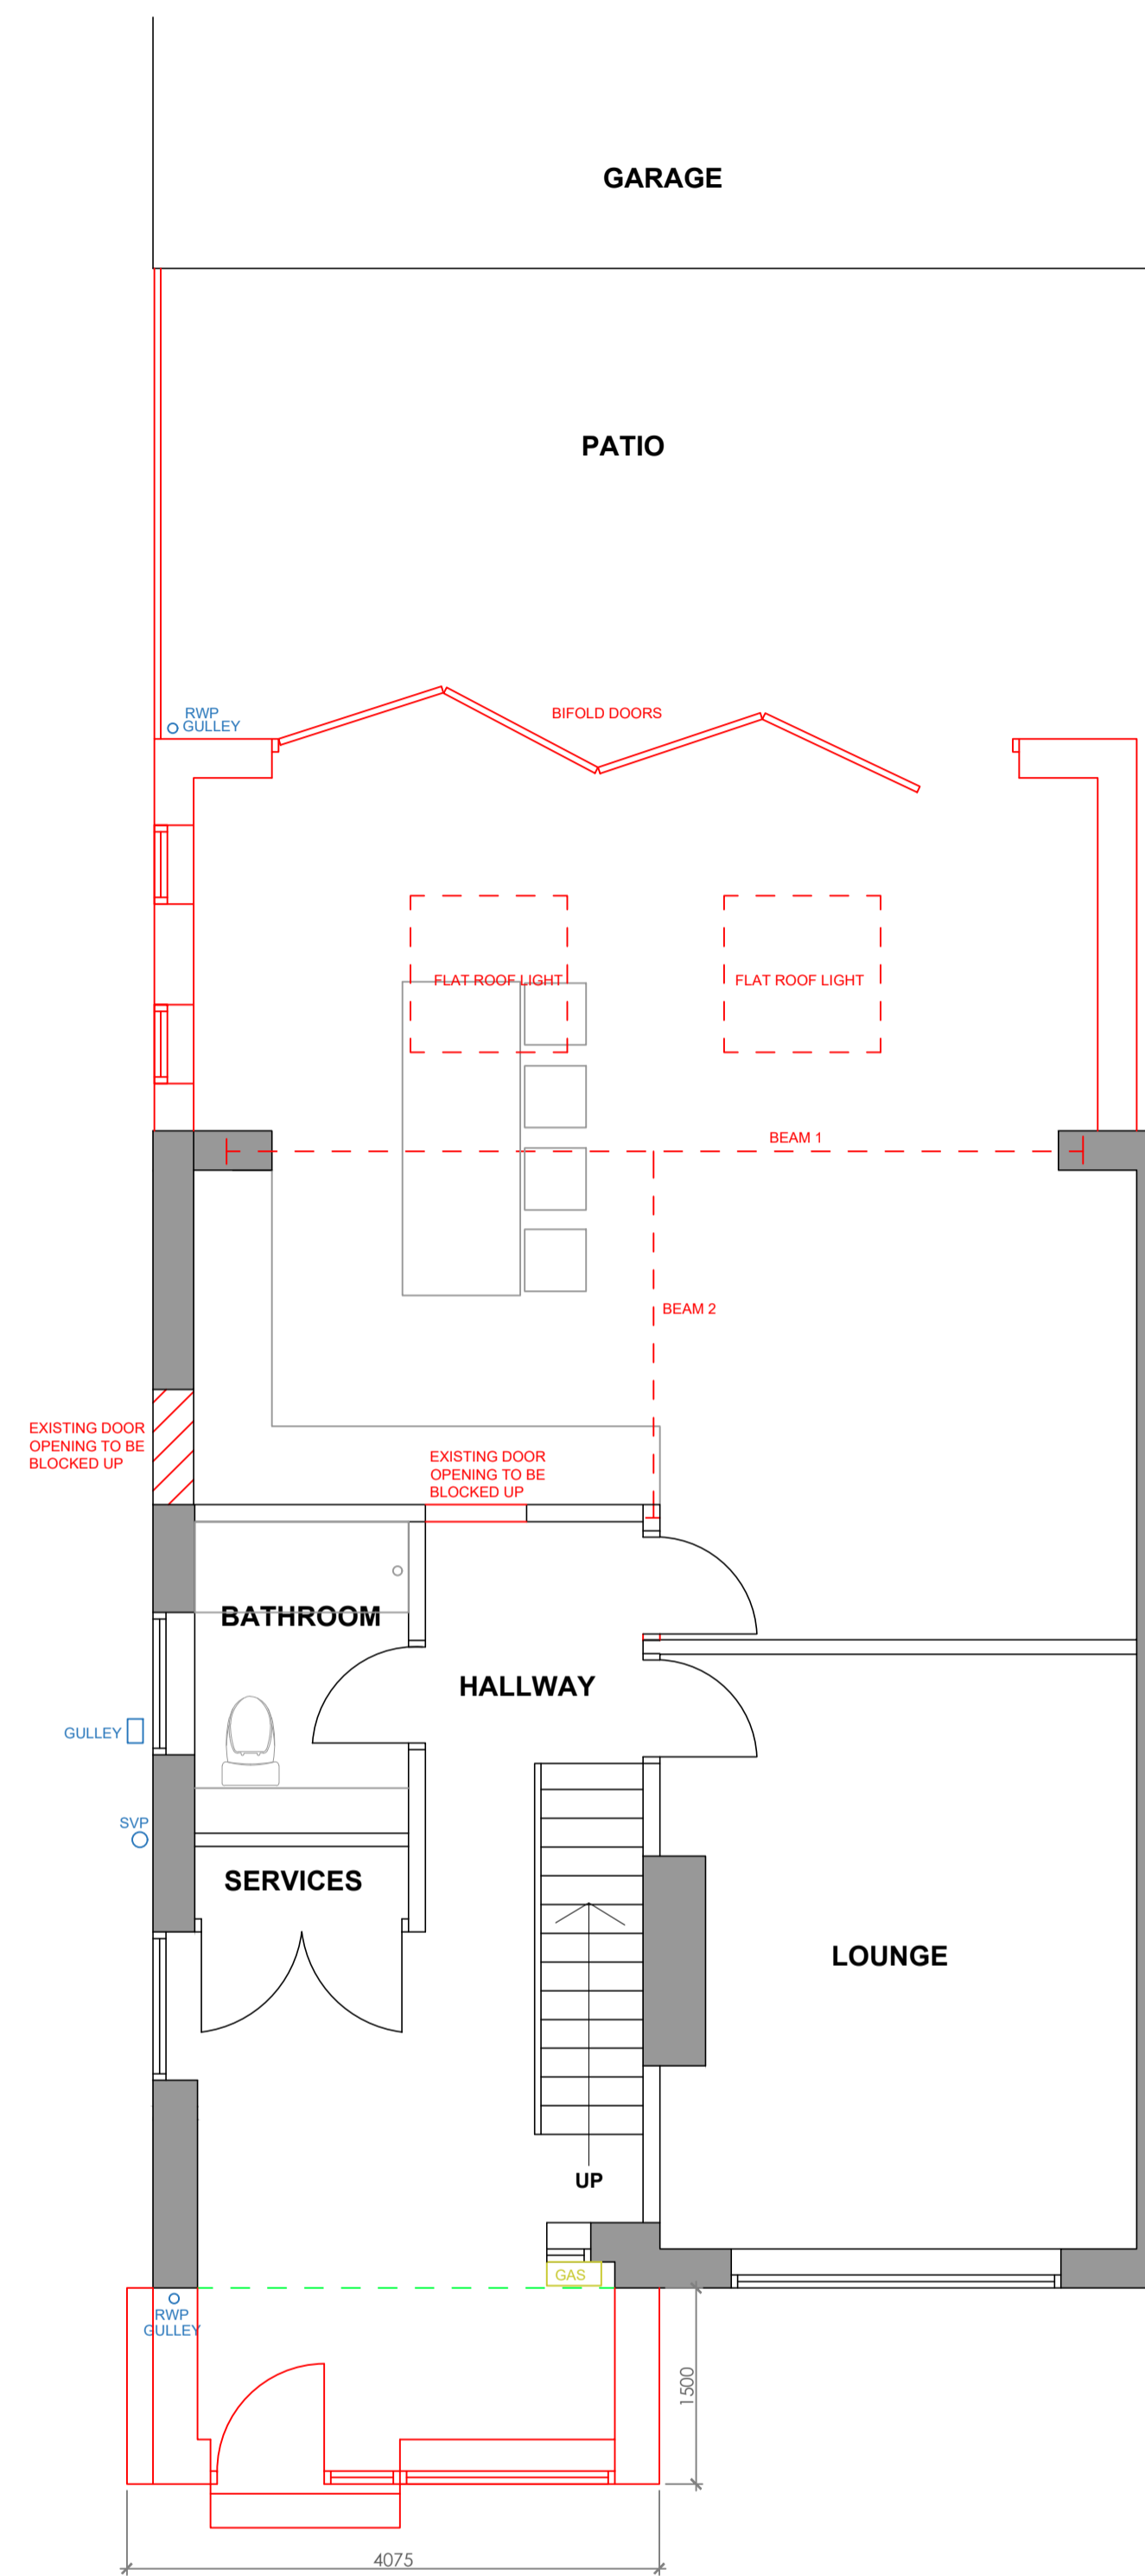 GARAGE
PATIO
RWP
GULLEY
BIFOLD DOORS
FLAT ROOF LIGHT
FLAT ROOF LIGHT
BEAM 1
BEAM 2
EXISTING DOOR
OPENING TO BE
BLOCKED UP
EXISTING DOOR
OPENING TO BE
BLOCKED UP
BATHROOM
HALLWAY
GULLEY
SVP
SERVICES
LOUNGE
UP
GAS
RWP
GULLEY
1500
4075